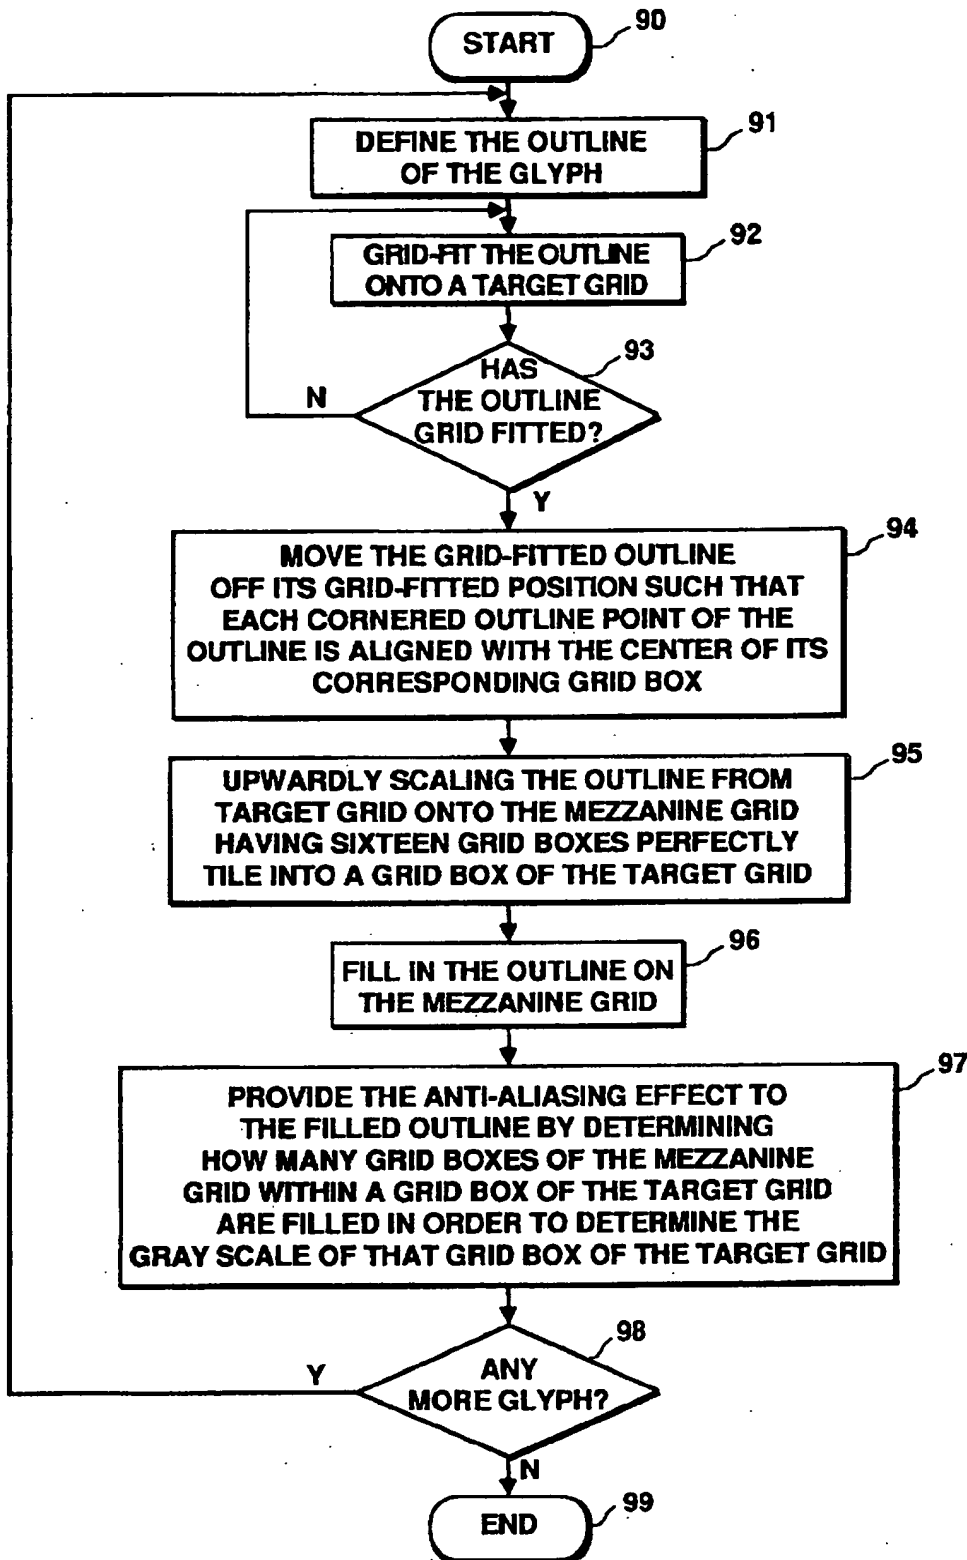 START
90
DEFINE THE OUTLINE
OF THE GLYPH
91
GRID-FIT THE OUTLINE
ONTO A TARGET GRID
92
HAS
THE OUTLINE
GRID FITTED?
93
N
Y
MOVE THE GRID-FITTED OUTLINE
OFF ITS GRID-FITTED POSITION SUCH THAT
EACH CORNERED OUTLINE POINT OF THE
OUTLINE IS ALIGNED WITH THE CENTER OF ITS
CORRESPONDING GRID BOX
94
UPWARDLY SCALING THE OUTLINE FROM
TARGET GRID ONTO THE MEZZANINE GRID
HAVING SIXTEEN GRID BOXES PERFECTLY
TILE INTO A GRID BOX OF THE TARGET GRID
95
FILL IN THE OUTLINE ON
THE MEZZANINE GRID
96
PROVIDE THE ANTI-ALIASING EFFECT TO
THE FILLED OUTLINE BY DETERMINING
HOW MANY GRID BOXES OF THE MEZZANINE
GRID WITHIN A GRID BOX OF THE TARGET GRID
ARE FILLED IN ORDER TO DETERMINE THE
GRAY SCALE OF THAT GRID BOX OF THE TARGET GRID
97
ANY
MORE GLYPH?
98
Y
N
END
99